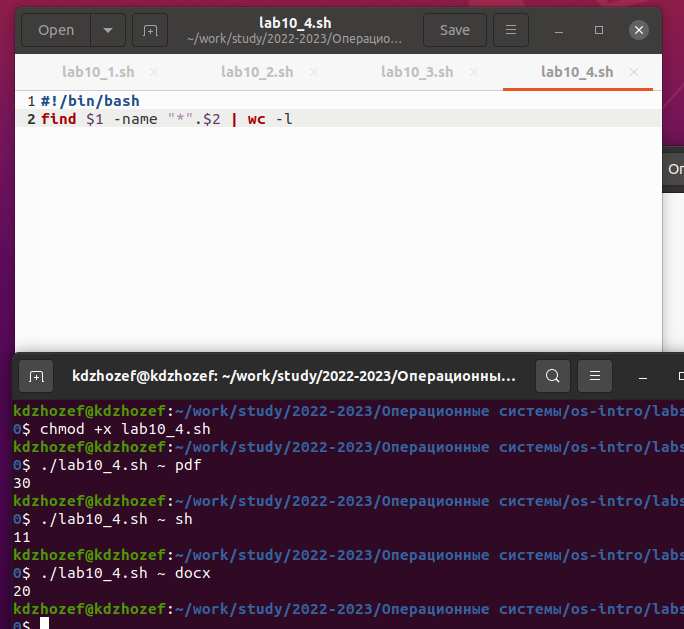 Open
lab10_4.sh
~/work/study/2022-2023/Операцио...
Save
lab10_1.sh
lab10_2.sh
lab10_3.sh
lab10_4.sh
1 #!/bin/bash
2 find $1 -name "*".$2 | wc -l
kdzhozef@kdzhozef: ~/work/study/2022-2023/Операционны...
kdzhozef@kdzhozef:~/work/study/2022-2023/Операционные системы/os-intro/labs
0$ chmod +x lab10_4.sh
kdzhozef@kdzhozef:~/work/study/2022-2023/Операционные системы/os-intro/labs
0$ ./lab10_4.sh ~ pdf
30
kdzhozef@kdzhozef:~/work/study/2022-2023/Операционные системы/os-intro/labs
0$ ./lab10_4.sh ~ sh
11
kdzhozef@kdzhozef:~/work/study/2022-2023/Операционные системы/os-intro/labs
0$ ./lab10_4.sh ~ docx
20
kdzhozef@kdzhozef:~/work/study/2022-2023/Операционные системы/os-intro/labs
0$